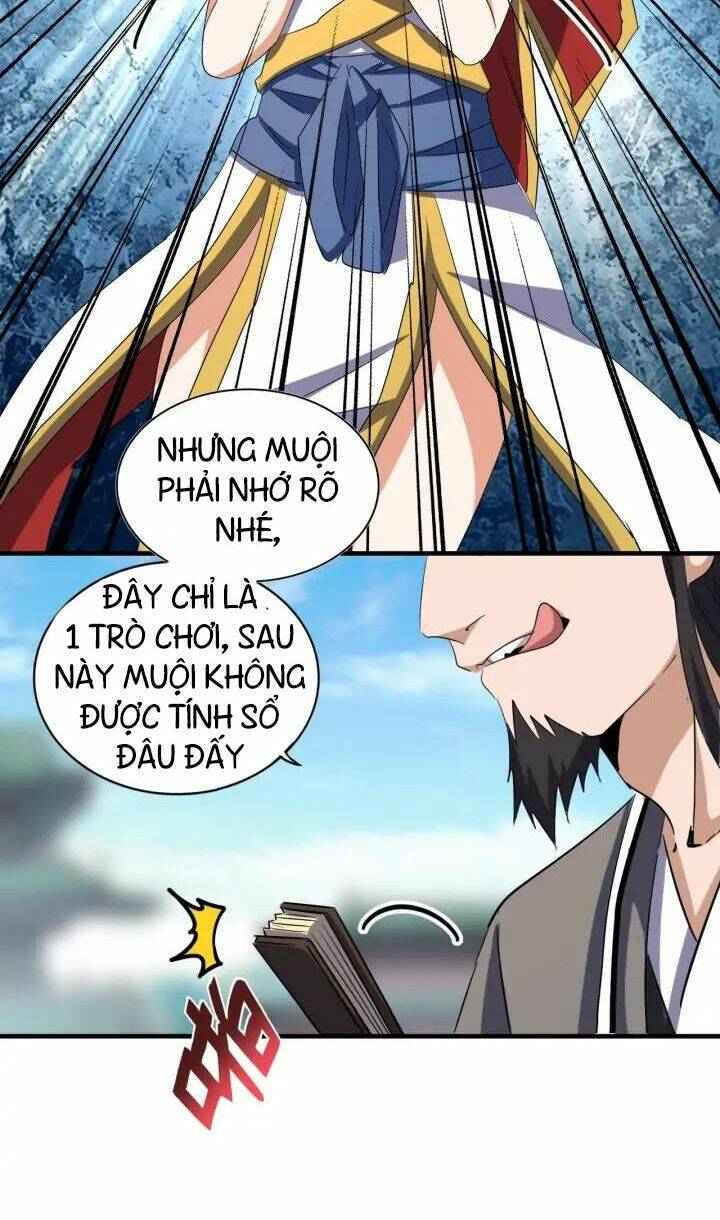 NHƯNG MUỘI
PHẢI NHỚ RÕ
NHÉ,
ĐÂY CHỈ LÀ
1 TRÒ CHƠI, SAU
NÀY MUỘI KHÔNG
ĐƯỢC TÍNH SỔ
ĐÂU ĐẤY
啪